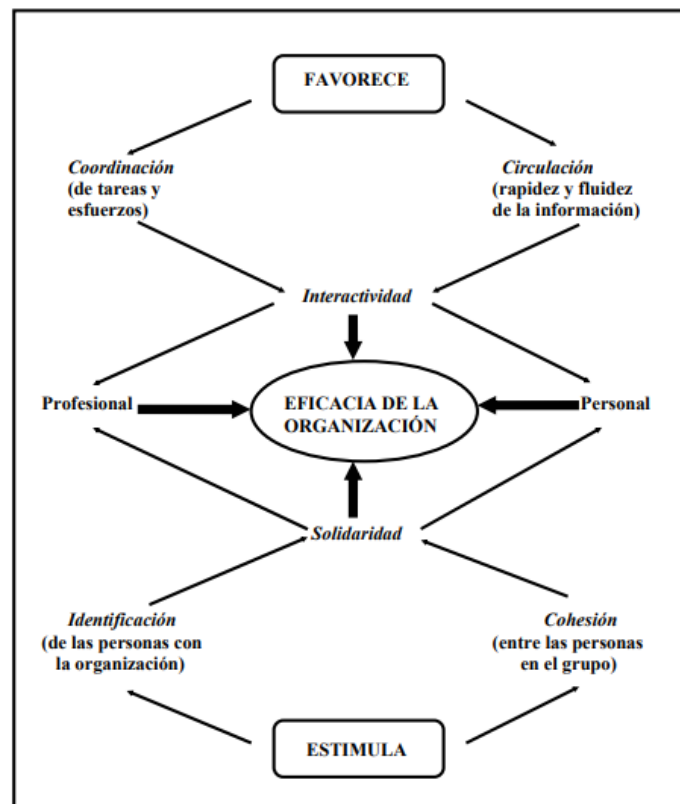 FAVORECE
Coordinación
(de tareas y
esfuerzos)
Circulación
(rapidez y fluidez
de la información)
Interactividad
Profesional
EFICACIA DE LA
ORGANIZACIÓN
Personal
Solidaridad
Identificación
(de las personas con
la organización)
Cohesión
(entre las personas
en el grupo)
ESTIMULA